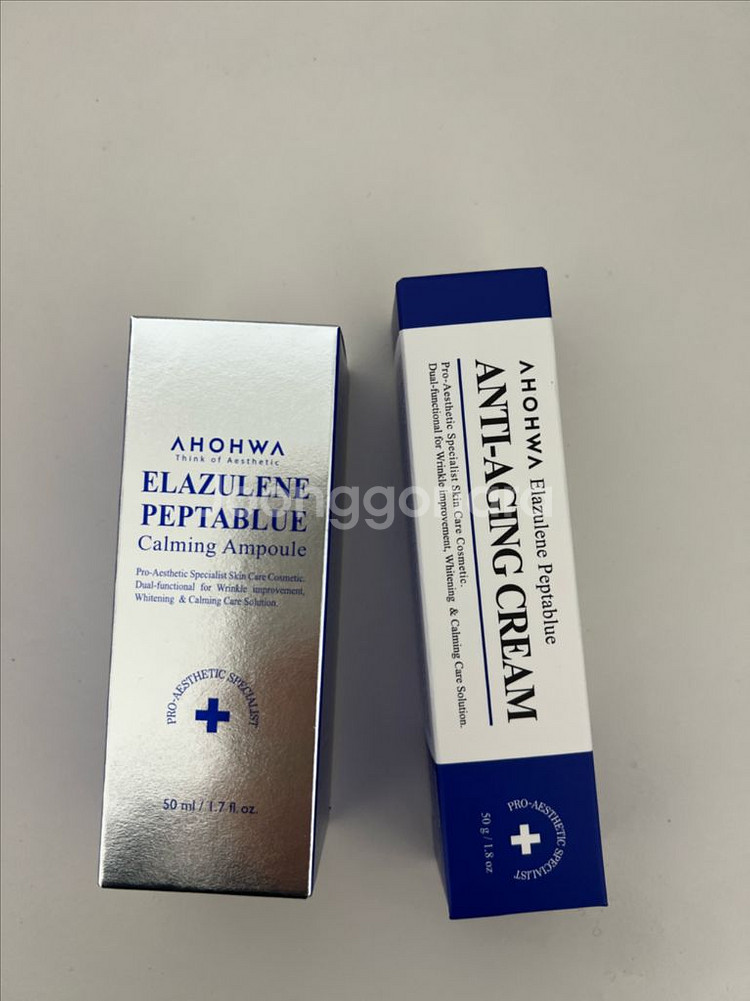 AHOHWA
Think of Aesthetic
ELAZULENE
PEPTABLUE
Calming Ampoule
Pro-Aesthetic Specialist Skin Care Cosmetic.
Dual-functional for Wrinkle improvement,
Whitening & Calming Care Solution.
PRO-AESTHETIC SPECIALIST
50 ml / 1.7 fl. oz.
AHOHWA Elazulene Peptablue
ANTI-AGING CREAM
Pro-Aesthetic Specialist Skin Care Cosmetic.
Dual-functional for Wrinkle improvement, Whitening & Calming Care Solution.
PRO-AESTHETIC SPECIALIST
50 g / 1.8 oz